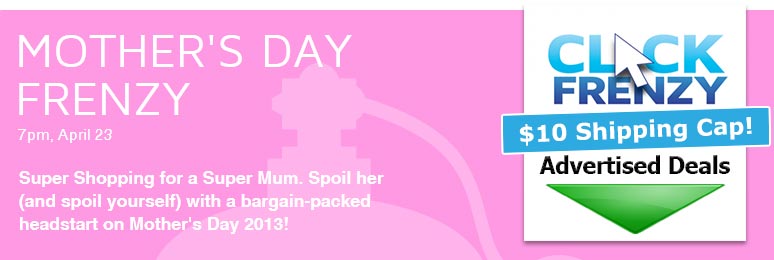 MOTHER'S DAY
FRENZY
7pm, April 23
Super Shopping for a Super Mum. Spoil her
(and spoil yourself) with a bargain-packed
headstart on Mother's Day 2013!
CLICK
FRENZY
$10 Shipping Cap!
Advertised Deals